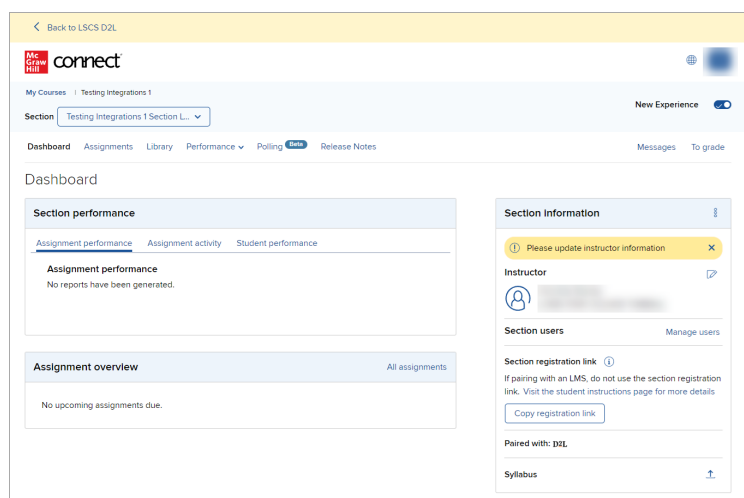 Back to LSCS D2L
Mc Graw Hill connect
My Courses | Testing Integrations 1
New Experience
Section Testing Integrations 1 Section L...
Dashboard Assignments Library Performance Polling Beta Release Notes Messages To grade
Dashboard
Section performance
Assignment performance Assignment activity Student performance
Assignment performance
No reports have been generated.
Assignment overview All assignments
No upcoming assignments due.
Section information
Please update instructor information
Instructor
Section users Manage users
Section registration link
If pairing with an LMS, do not use the section registration
link. Visit the student instructions page for more details
Copy registration link
Paired with: D2L
Syllabus